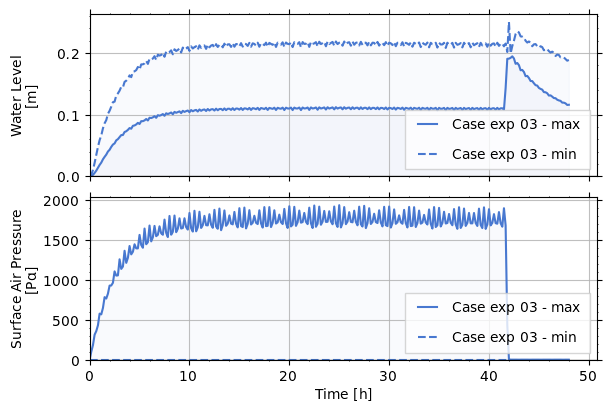 Water Level
[m]
0.2
0.1
0.0
Case exp 03 - max
Case exp 03 - min
Surface Air Pressure
[Pa]
2000
1500
1000
500
0
Case exp 03 - max
Case exp 03 - min
0
10
20
30
40
50
Time [h]